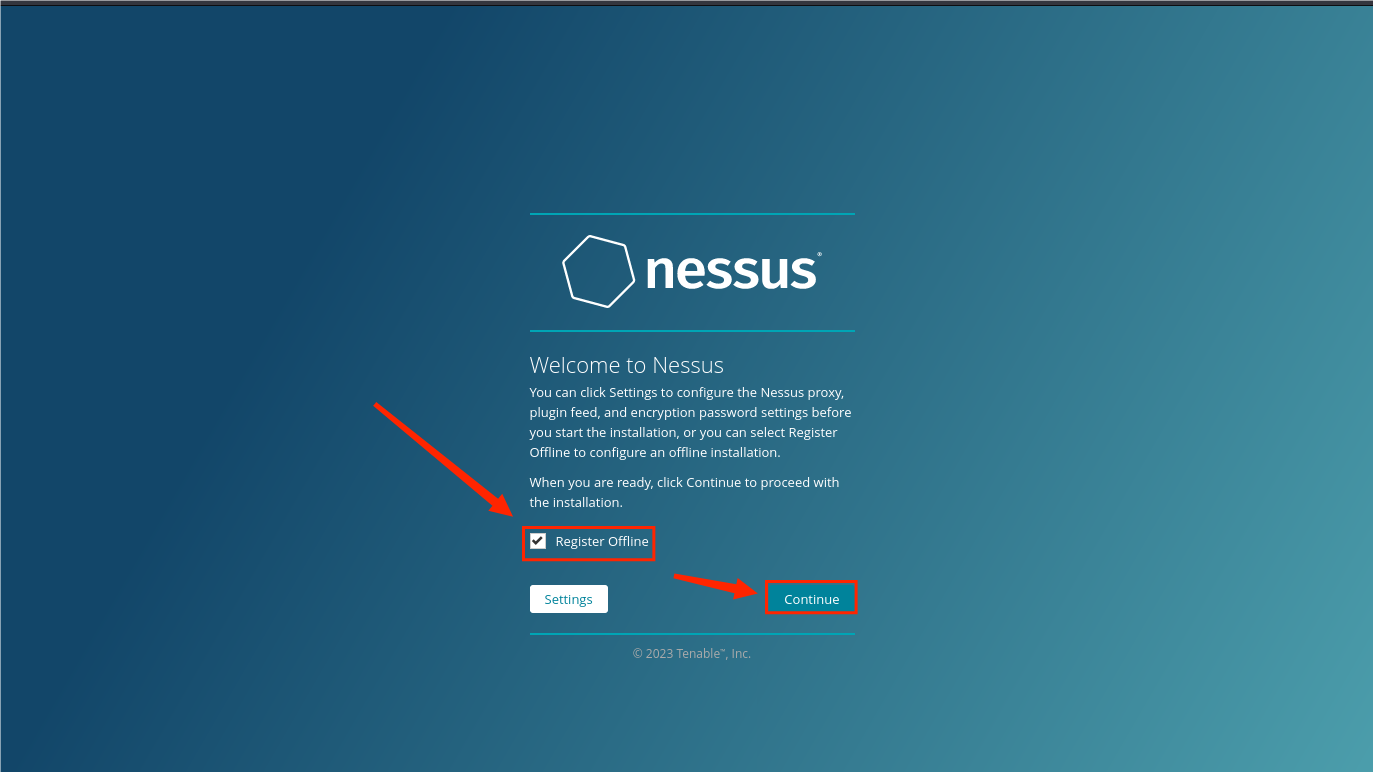 nessus®
Welcome to Nessus
You can click Settings to configure the Nessus proxy,
plugin feed, and encryption password settings before
you start the installation, or you can select Register
Offline to configure an offline installation.
When you are ready, click Continue to proceed with
the installation.
Register Offline
Settings
Continue
© 2023 Tenable™, Inc.